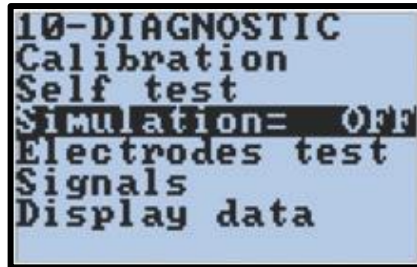 10-DIAGNOSTIC
Calibration
Self test
Simulation=  OFF
Electrodes test
Signals
Display data